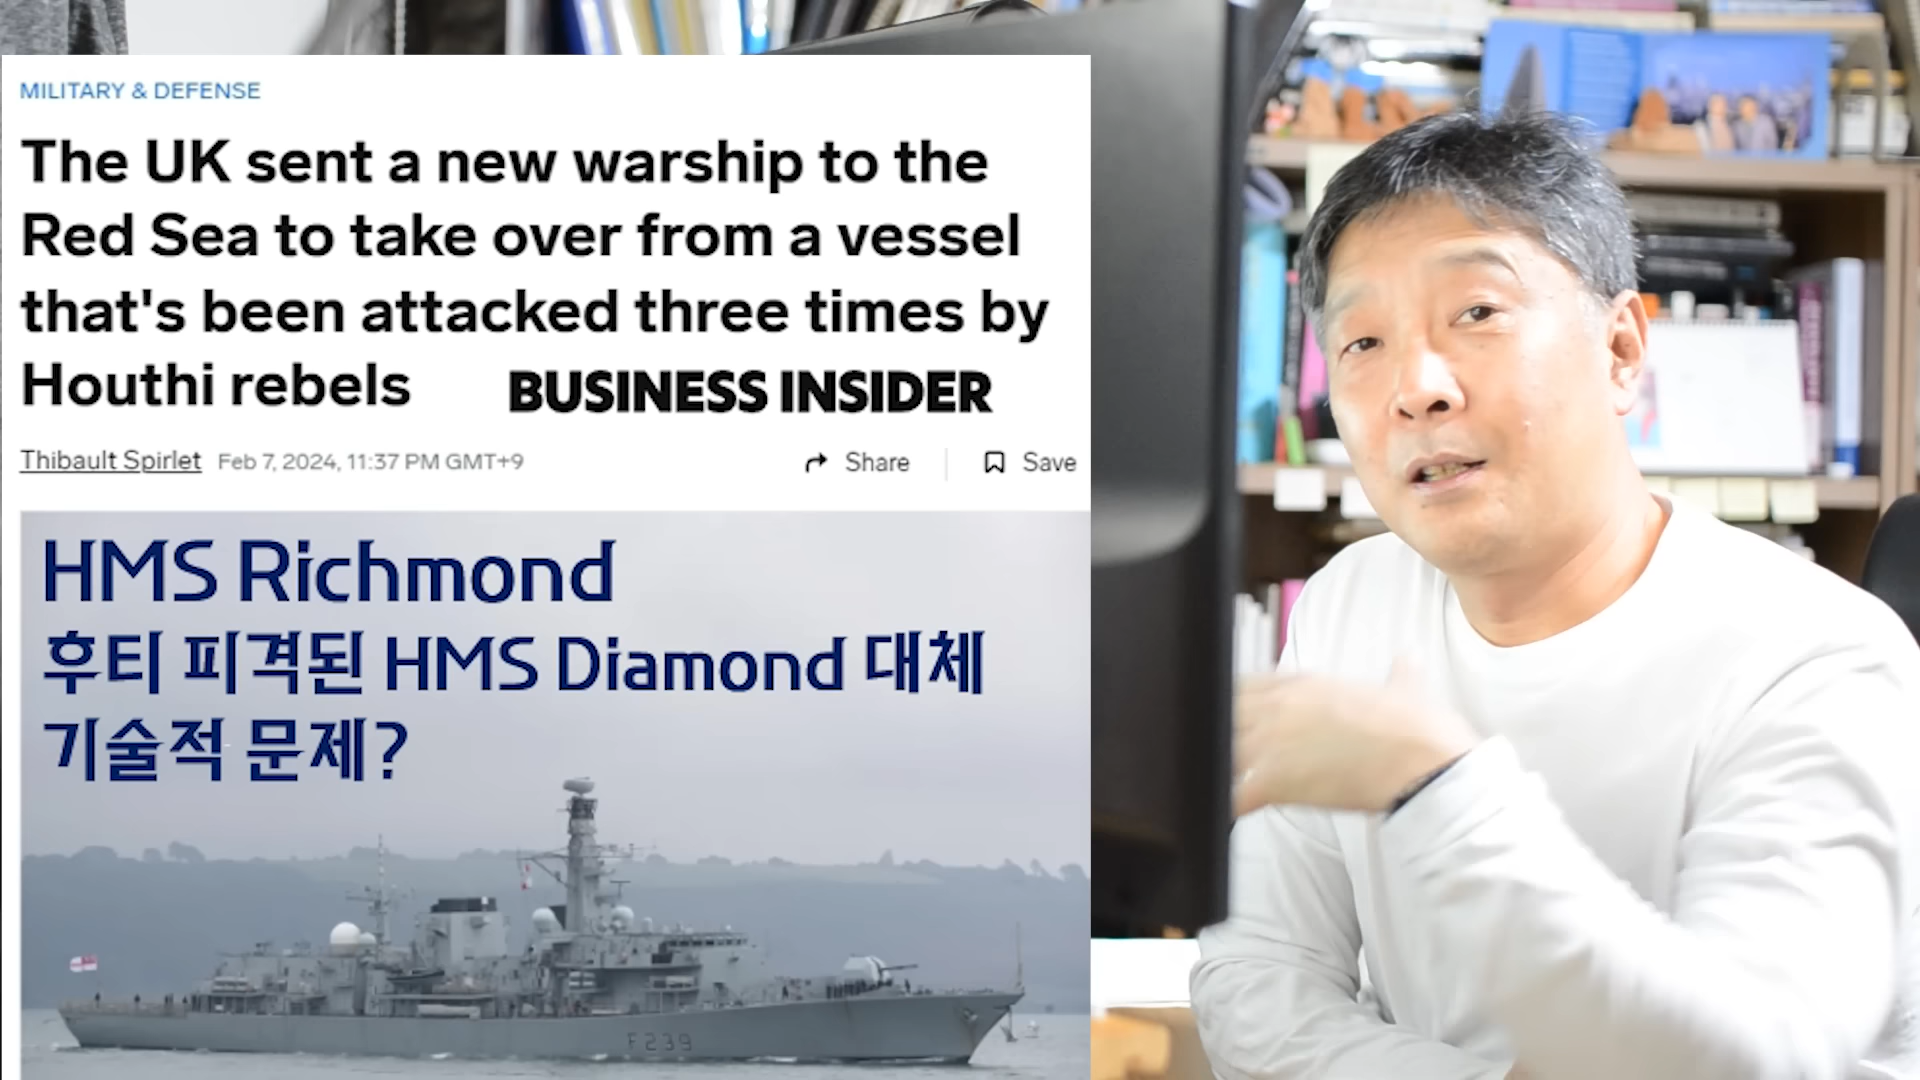 MILITARY & DEFENSE
The UK sent a new warship to the
Red Sea to take over from a vessel
that's been attacked three times by
Houthi rebels
BUSINESS INSIDER
Thibault Spirlet Feb 7, 2024, 11:37 PM GMT+9
Share
Save
HMS Richmond
후티 피격된 HMS Diamond 대체
기술적 문제?
F239